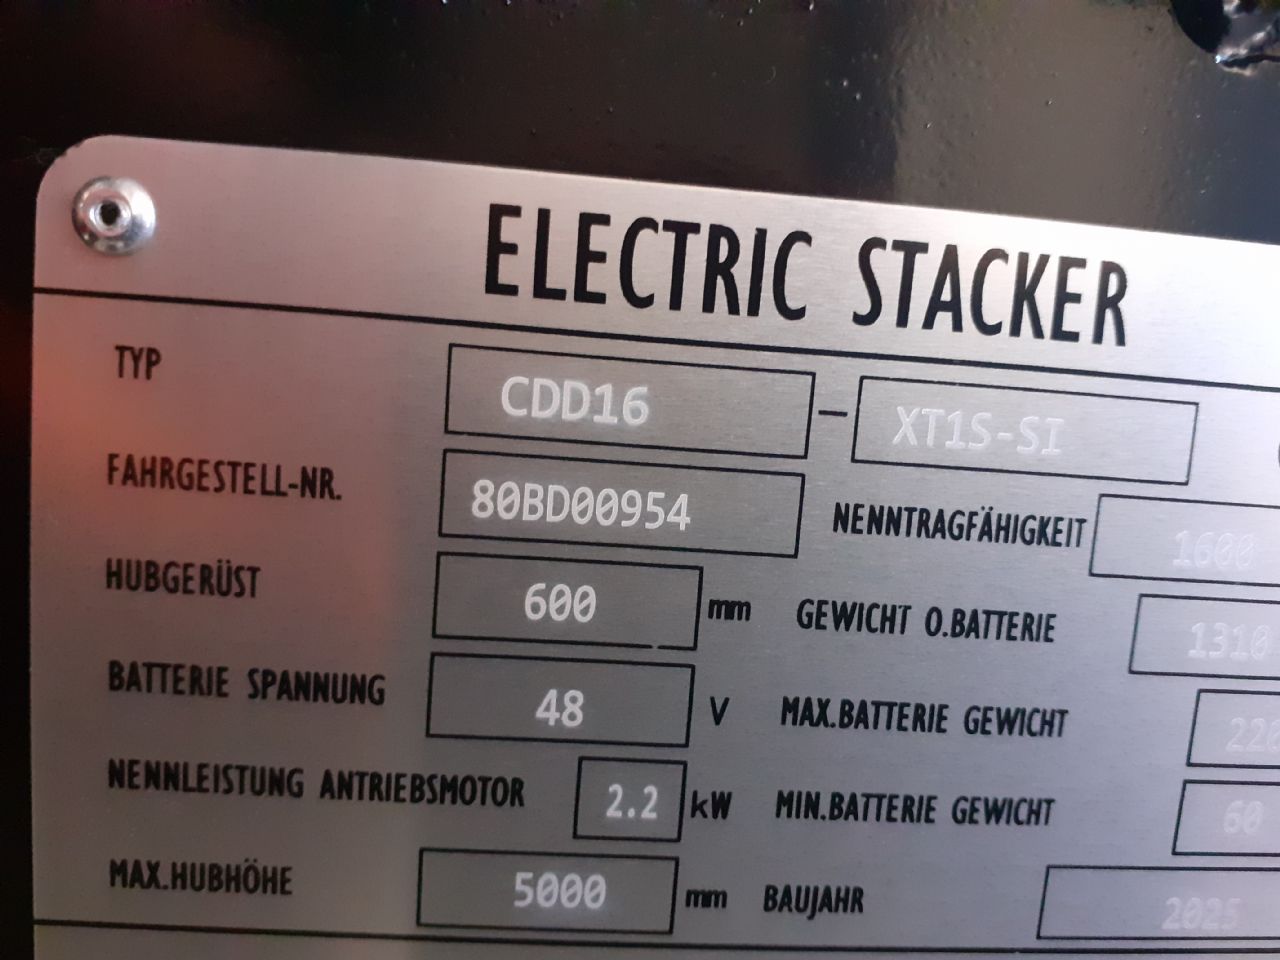 ELECTRIC STACKER
TYP CDD16 - XT1S-SI
FAHRGESTELL-NR. 80BD00954
NENNTRAGFÄHIGKEIT 1600
HUBGERÜST 600 mm
GEWICHT O.BATTERIE 1310
BATTERIE SPANNUNG 48 V
MAX.BATTERIE GEWICHT
NENNLEISTUNG ANTRIEBSMOTOR 2.2 kW
MIN.BATTERIE GEWICHT 60
MAX.HUBHÖHE 5000 mm
BAUJAHR 2025